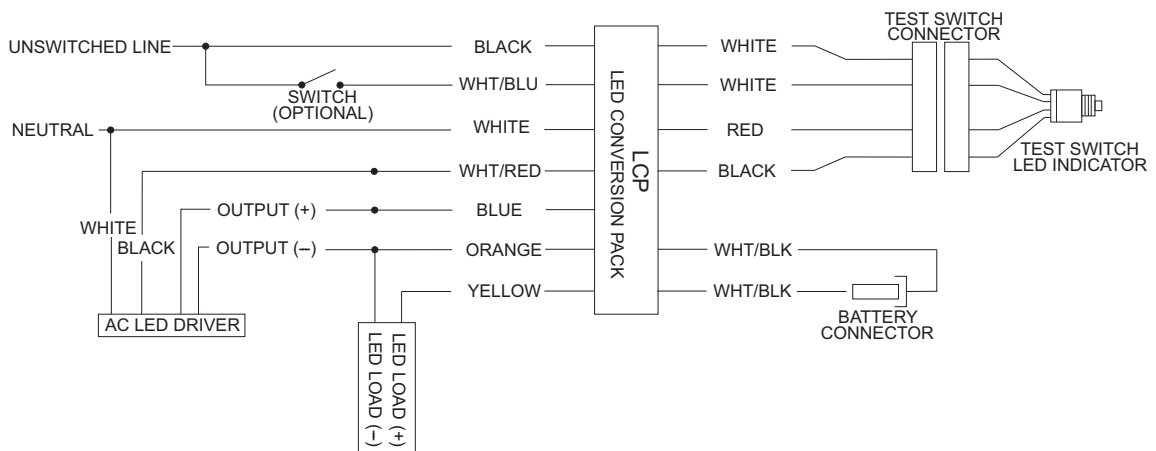 TEST SWITCH
CONNECTOR
UNSWITCHED LINE
BLACK
WHITE
SWITCH
(OPTIONAL)
WHT/BLU
WHITE
NEUTRAL
WHITE
RED
TEST SWITCH
LED INDICATOR
WHT/RED
BLACK
LCP
LED CONVERSION PACK
WHITE
BLACK
OUTPUT (+)
BLUE
OUTPUT (–)
ORANGE
WHT/BLK
YELLOW
WHT/BLK
BATTERY
CONNECTOR
AC LED DRIVER
LED LOAD (+)
LED LOAD (–)